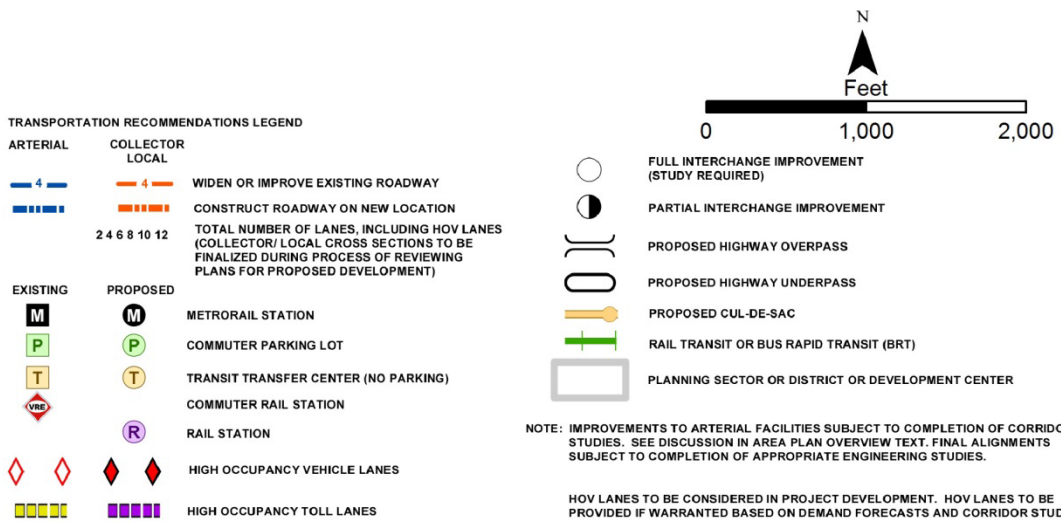 N
Feet
0 1,000 2,000
TRANSPORTATION RECOMMENDATIONS LEGEND
ARTERIAL COLLECTOR
LOCAL
4 4 WIDEN OR IMPROVE EXISTING ROADWAY
CONSTRUCT ROADWAY ON NEW LOCATION
2 4 6 8 10 12 TOTAL NUMBER OF LANES, INCLUDING HOV LANES
(COLLECTOR/ LOCAL CROSS SECTIONS TO BE
FINALIZED DURING PROCESS OF REVIEWING
PLANS FOR PROPOSED DEVELOPMENT)
EXISTING PROPOSED
M M METRORAIL STATION
P P COMMUTER PARKING LOT
T T TRANSIT TRANSFER CENTER (NO PARKING)
VRE COMMUTER RAIL STATION
R RAIL STATION
HIGH OCCUPANCY VEHICLE LANES
HIGH OCCUPANCY TOLL LANES
FULL INTERCHANGE IMPROVEMENT
(STUDY REQUIRED)
PARTIAL INTERCHANGE IMPROVEMENT
PROPOSED HIGHWAY OVERPASS
PROPOSED HIGHWAY UNDERPASS
PROPOSED CUL-DE-SAC
RAIL TRANSIT OR BUS RAPID TRANSIT (BRT)
PLANNING SECTOR OR DISTRICT OR DEVELOPMENT CENTER
NOTE: IMPROVEMENTS TO ARTERIAL FACILITIES SUBJECT TO COMPLETION OF CORRIDO
STUDIES. SEE DISCUSSION IN AREA PLAN OVERVIEW TEXT. FINAL ALIGNMENTS
SUBJECT TO COMPLETION OF APPROPRIATE ENGINEERING STUDIES.
HOV LANES TO BE CONSIDERED IN PROJECT DEVELOPMENT. HOV LANES TO BE
PROVIDED IF WARRANTED BASED ON DEMAND FORECASTS AND CORRIDOR STUD